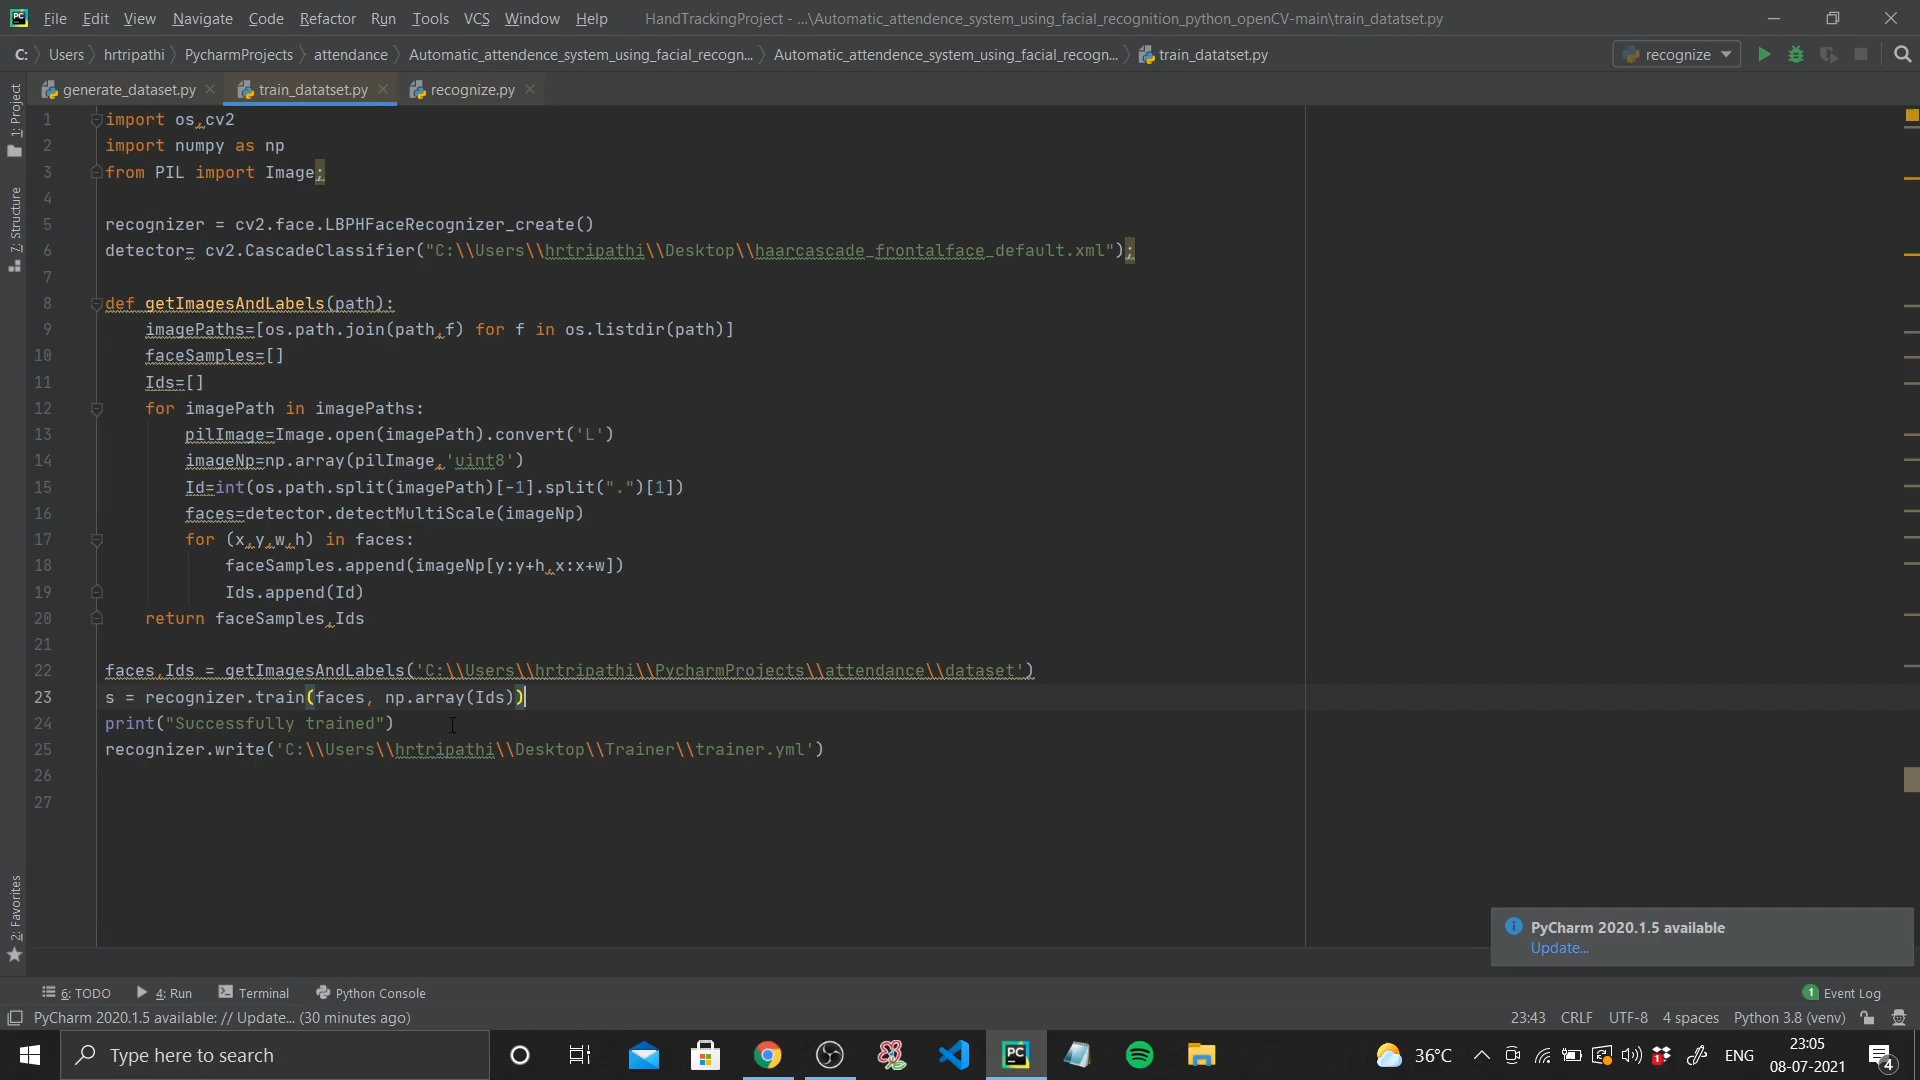 File Edit View Navigate Code Refactor Run Tools VCS Window Help HandTrackingProject - ...\Automatic_attendence_system_using_facial_recognition_python_openCV-main\train_datatset.py
C: Users hrtripathi PycharmProjects attendance Automatic_attendence_system_using_facial_recogn... Automatic_attendence_system_using_facial_recogn... train_datatset.py recognize
generate_dataset.py train_datatset.py recognize.py
1: Project
7: Structure
2: Favorites
1 import os,cv2
2 import numpy as np
3 from PIL import Image;
4
5 recognizer = cv2.face.LBPHFaceRecognizer_create()
6 detector= cv2.CascadeClassifier("C:\\Users\\hrtripathi\\Desktop\\haarcascade_frontalface_default.xml");
7
8 def getImagesAndLabels(path):
9 imagePaths=[os.path.join(path,f) for f in os.listdir(path)]
10 faceSamples=[]
11 Ids=[]
12 for imagePath in imagePaths:
13 pilImage=Image.open(imagePath).convert('L')
14 imageNp=np.array(pilImage,'uint8')
15 Id=int(os.path.split(imagePath)[-1].split(".")[1])
16 faces=detector.detectMultiScale(imageNp)
17 for (x,y,w,h) in faces:
18 faceSamples.append(imageNp[y:y+h,x:x+w])
19 Ids.append(Id)
20 return faceSamples,Ids
21
22 faces,Ids = getImagesAndLabels('C:\\Users\\hrtripathi\\PycharmProjects\\attendance\\dataset')
23 s = recognizer.train(faces, np.array(Ids))
24 print("Successfully trained")
25 recognizer.write('C:\\Users\\hrtripathi\\Desktop\\Trainer\\trainer.yml')
26
27
PyCharm 2020.1.5 available
Update...
6: TODO 4: Run Terminal Python Console 1 Event Log
PyCharm 2020.1.5 available: // Update... (30 minutes ago) 23:43 CRLF UTF-8 4 spaces Python 3.8 (venv)
Type here to search PC 36°C 1 ENG 23:05
08-07-2021 4